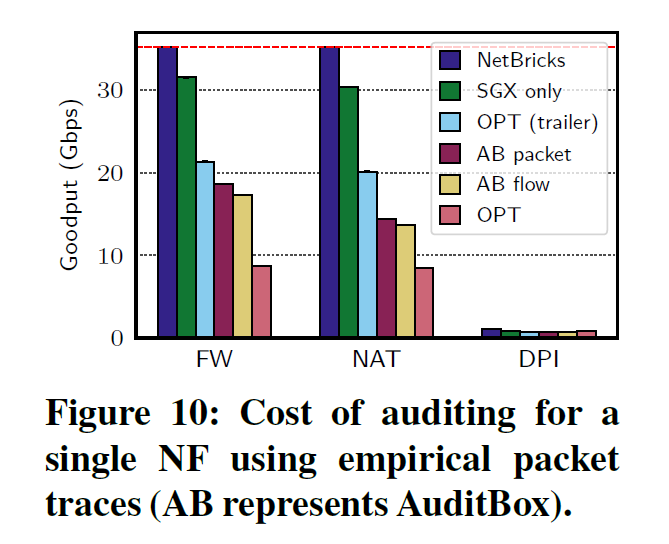 Goodput (Gbps)
30
20
10
0
NetBricks
SGX only
OPT (trailer)
AB packet
AB flow
OPT
FW NAT DPI
Figure 10: Cost of auditing for a
single NF using empirical packet
traces (AB represents AuditBox).